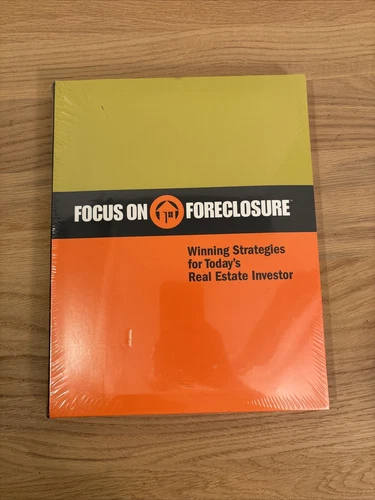 FOCUS ON FORECLOSURE
Winning Strategies
for Today's
Real Estate Investor